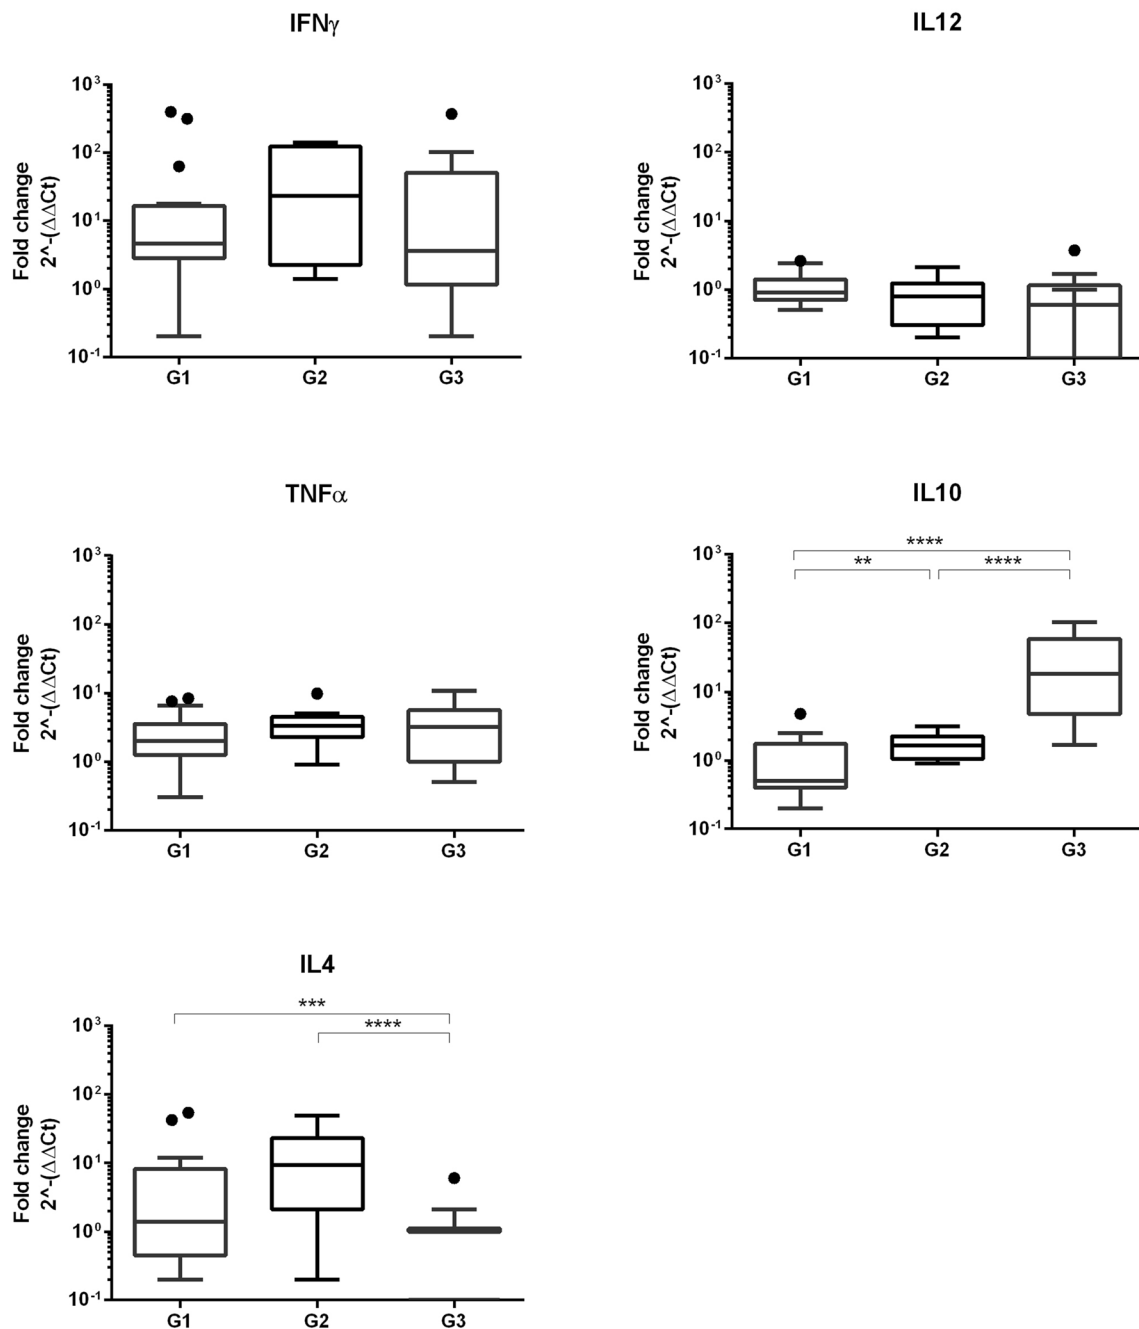 IFNγ
Fold change
2^-(ΔΔCt)
10³
10²
10¹
10⁰
10⁻¹
G1 G2 G3
IL12
Fold change
2^-(ΔΔCt)
10³
10²
10¹
10⁰
10⁻¹
G1 G2 G3
TNFα
Fold change
2^-(ΔΔCt)
10³
10²
10¹
10⁰
10⁻¹
G1 G2 G3
IL10
Fold change
2^-(ΔΔCt)
****
** ****
10³
10²
10¹
10⁰
10⁻¹
G1 G2 G3
IL4
Fold change
2^-(ΔΔCt)
***
****
10³
10²
10¹
10⁰
10⁻¹
G1 G2 G3